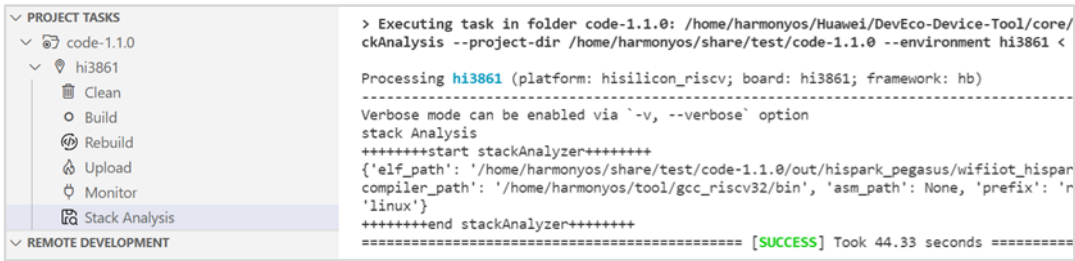 PROJECT TASKS
code-1.1.0
hi3861
Clean
Build
Rebuild
Upload
Monitor
Stack Analysis
REMOTE DEVELOPMENT
> Executing task in folder code-1.1.0: /home/harmonyos/Huawei/DevEco-Device-Tool/core/
ckAnalysis --project-dir /home/harmonyos/share/test/code-1.1.0 --environment hi3861 <
Processing hi3861 (platform: hisilicon_riscv; board: hi3861; framework: hb)
--------------------------------------------------------------------------------
Verbose mode can be enabled via `-v, --verbose` option
stack Analysis
++++++++start stackAnalyzer++++++++
{'elf_path': '/home/harmonyos/share/test/code-1.1.0/out/hispark_pegasus/wifiiot_hispar
compiler_path': '/home/harmonyos/tool/gcc_riscv32/bin', 'asm_path': None, 'prefix': 'r
'linux'}
++++++++end stackAnalyzer++++++++
============================================== [SUCCESS] Took 44.33 seconds ==========